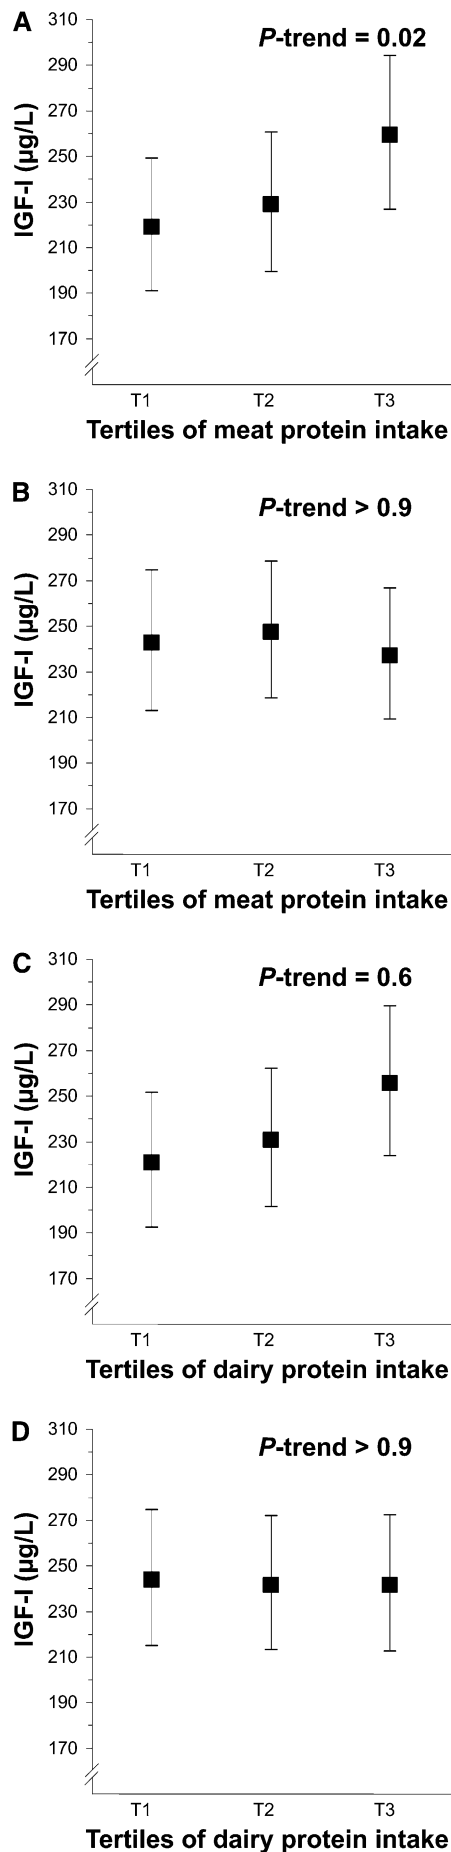 A
P-trend = 0.02
IGF-I (µg/L)
310
290
270
250
230
210
190
170
T1 T2 T3
Tertiles of meat protein intake
B
P-trend > 0.9
IGF-I (µg/L)
310
290
270
250
230
210
190
170
T1 T2 T3
Tertiles of meat protein intake
C
P-trend = 0.6
IGF-I (µg/L)
310
290
270
250
230
210
190
170
T1 T2 T3
Tertiles of dairy protein intake
D
P-trend > 0.9
IGF-I (µg/L)
310
290
270
250
230
210
190
170
T1 T2 T3
Tertiles of dairy protein intake